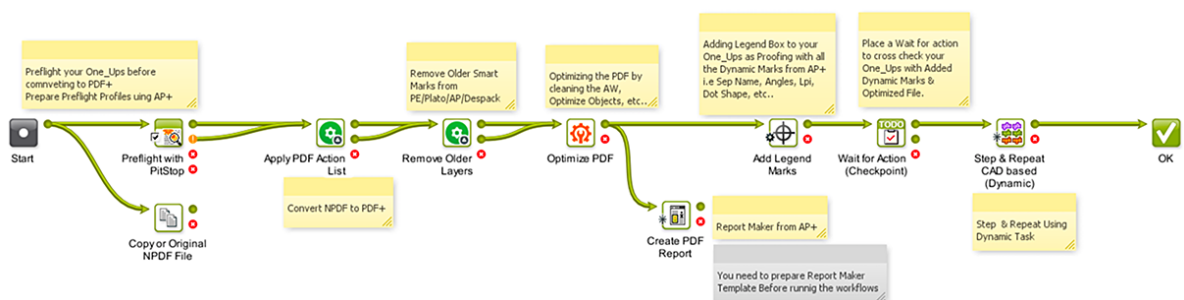 Preflight your One_Ups before
comnveting to PDF+
Prepare Preflight Profiles uing AP+
Remove Older Smart
Marks from
PE/Plato/AP/Despack
Optimizing the PDF by
cleaning the AW,
Optimize Objects, etc..
Adding Legend Box to your
One_Ups as Proofing with all
the Dynamic Marks from AP+
i.e Sep Name, Angles, Lpi,
Dot Shape, etc..
Place a Wait for action
to cross check your
One_Ups with Added
Dynamic Marks &
Optimized File.
Start
Preflight with
PitStop
Apply PDF Action
List
Remove Older
Layers
Optimize PDF
Add Legend
Marks
TODO
Wait for Action
(Checkpoint)
Step & Repeat
CAD based
(Dynamic)
OK
Convert NPDF to PDF+
Copy or Original
NPDF File
Create PDF
Report
Report Maker from AP+
Step & Repeat Using
Dynamic Task
You need to prepare Report Maker
Template Before runnig the workflows